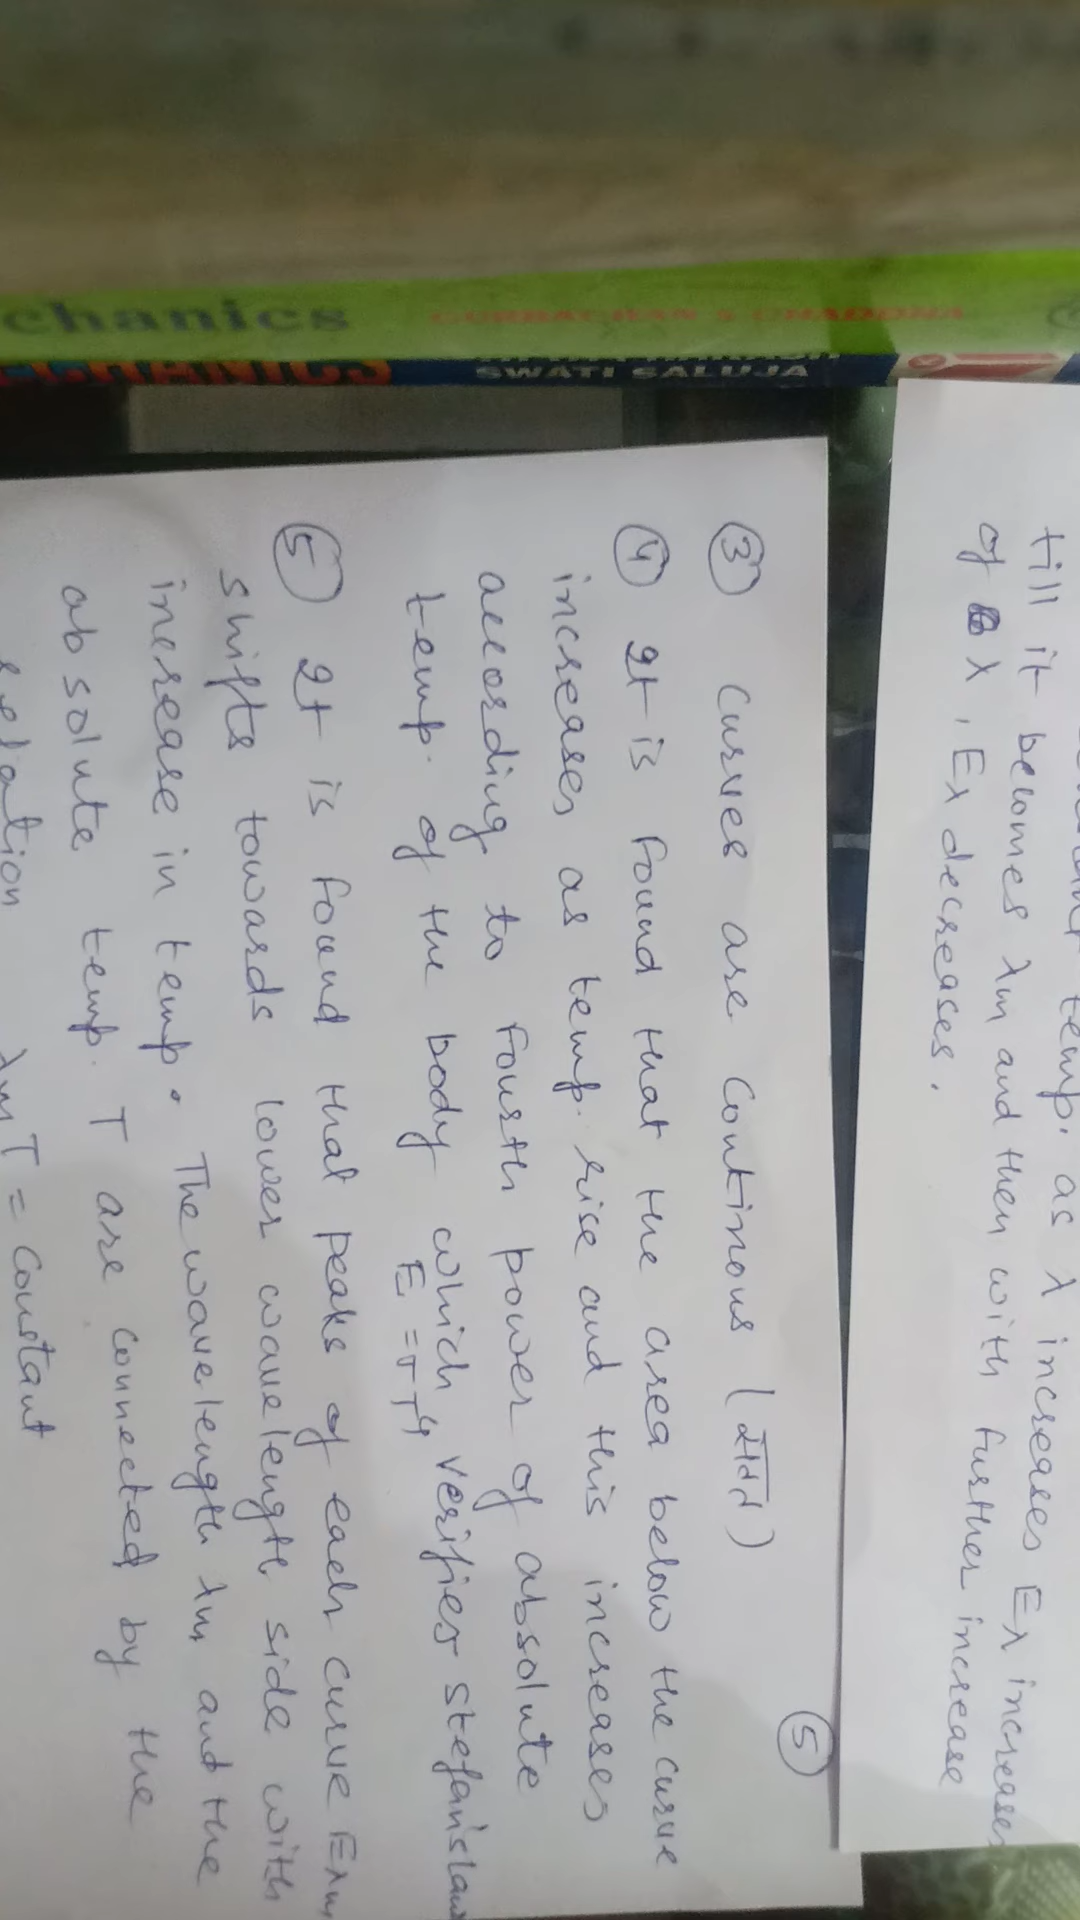 temp. as λ increases Eλ increases
till it becomes λm and then with further increase
of λ, Eλ decreases.
5
③ Curves are Continous (सतत)
④ It is found that the area below the curve
increases as temp. rise and this increases
according to fourth power of absolute
temp. of the body which verifies Stefan's law
E = σT⁴
⑤ It is found that peaks of each curve Eλm
shifts towards lower wavelength side with
increase in temp. The wavelength λm and the
absolute temp. T are connected by the
relation λmT = Constant
chanics GURBACHAN S CHADDHA
SWATI SALUJA